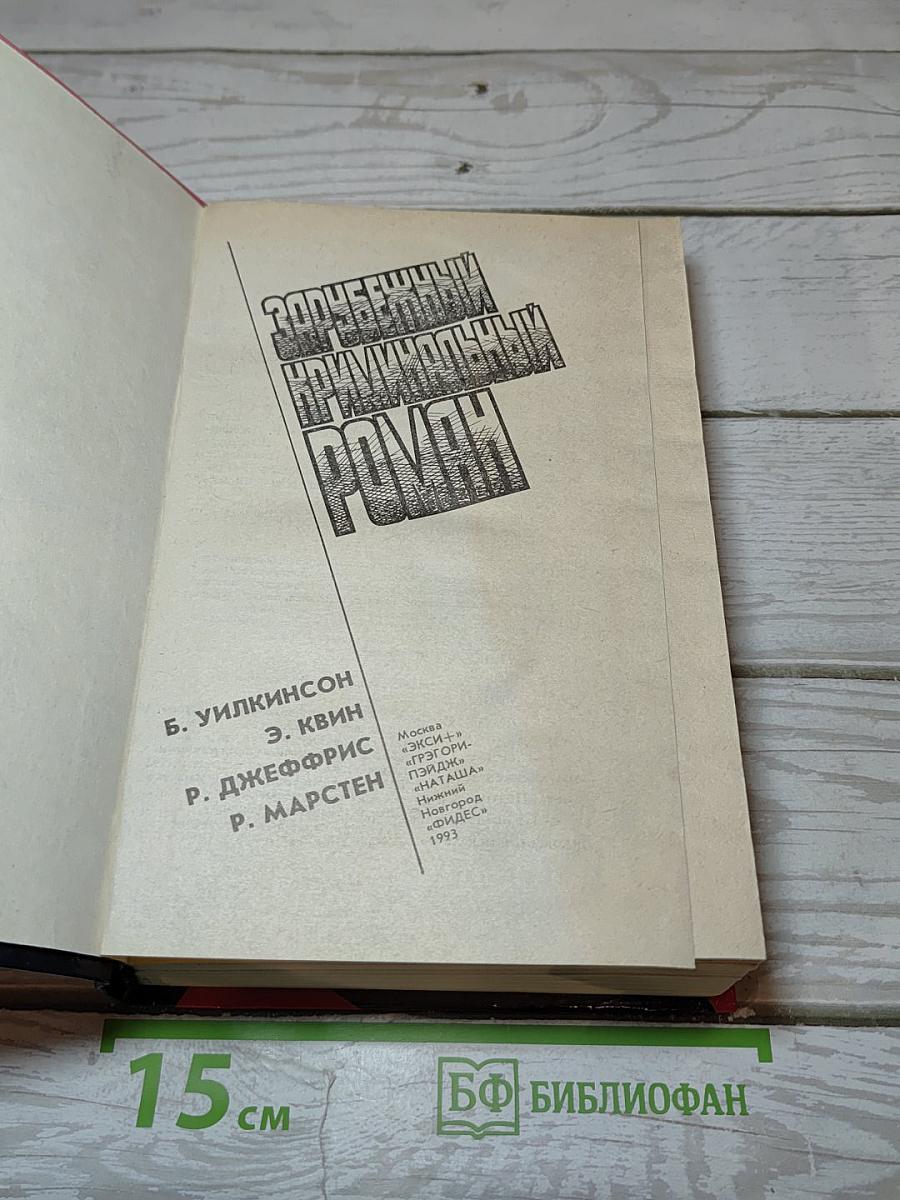 ЗАРУБЕЖНЫЙ
КРИМИНАЛЬНЫЙ
РОМАН
Б. УИЛКИНСОН
Э. КВИН
Р. ДЖЕФФРИС
Р. МАРСТЕН
Москва
«ЭКСИ+»
«ГРЭГОРИ-
ПЭЙДЖ»
«НАТАША»
Нижний
Новгород
«ФИДЕС»
1993
15 см
БФ БИБЛИОФАН